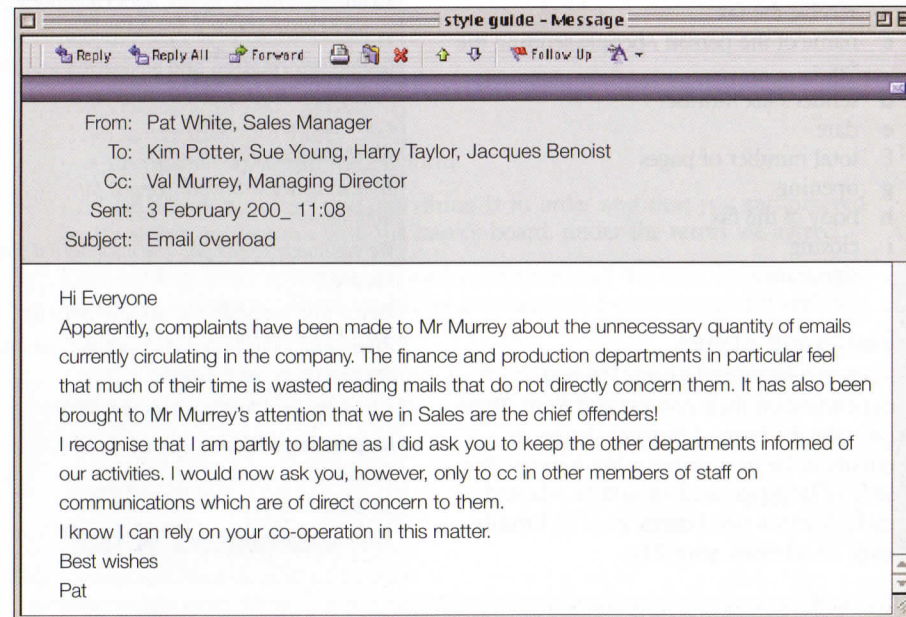 style guide – Message
Reply Reply All Forward Follow Up
From: Pat White, Sales Manager
To: Kim Potter, Sue Young, Harry Taylor, Jacques Benoist
Cc: Val Murrey, Managing Director
Sent: 3 February 200_ 11:08
Subject: Email overload
Hi Everyone
Apparently, complaints have been made to Mr Murrey about the unnecessary quantity of emails
currently circulating in the company. The finance and production departments in particular feel
that much of their time is wasted reading mails that do not directly concern them. It has also been
brought to Mr Murrey's attention that we in Sales are the chief offenders!
I recognise that I am partly to blame as I did ask you to keep the other departments informed of
our activities. I would now ask you, however, only to cc in other members of staff on
communications which are of direct concern to them.
I know I can rely on your co-operation in this matter.
Best wishes
Pat